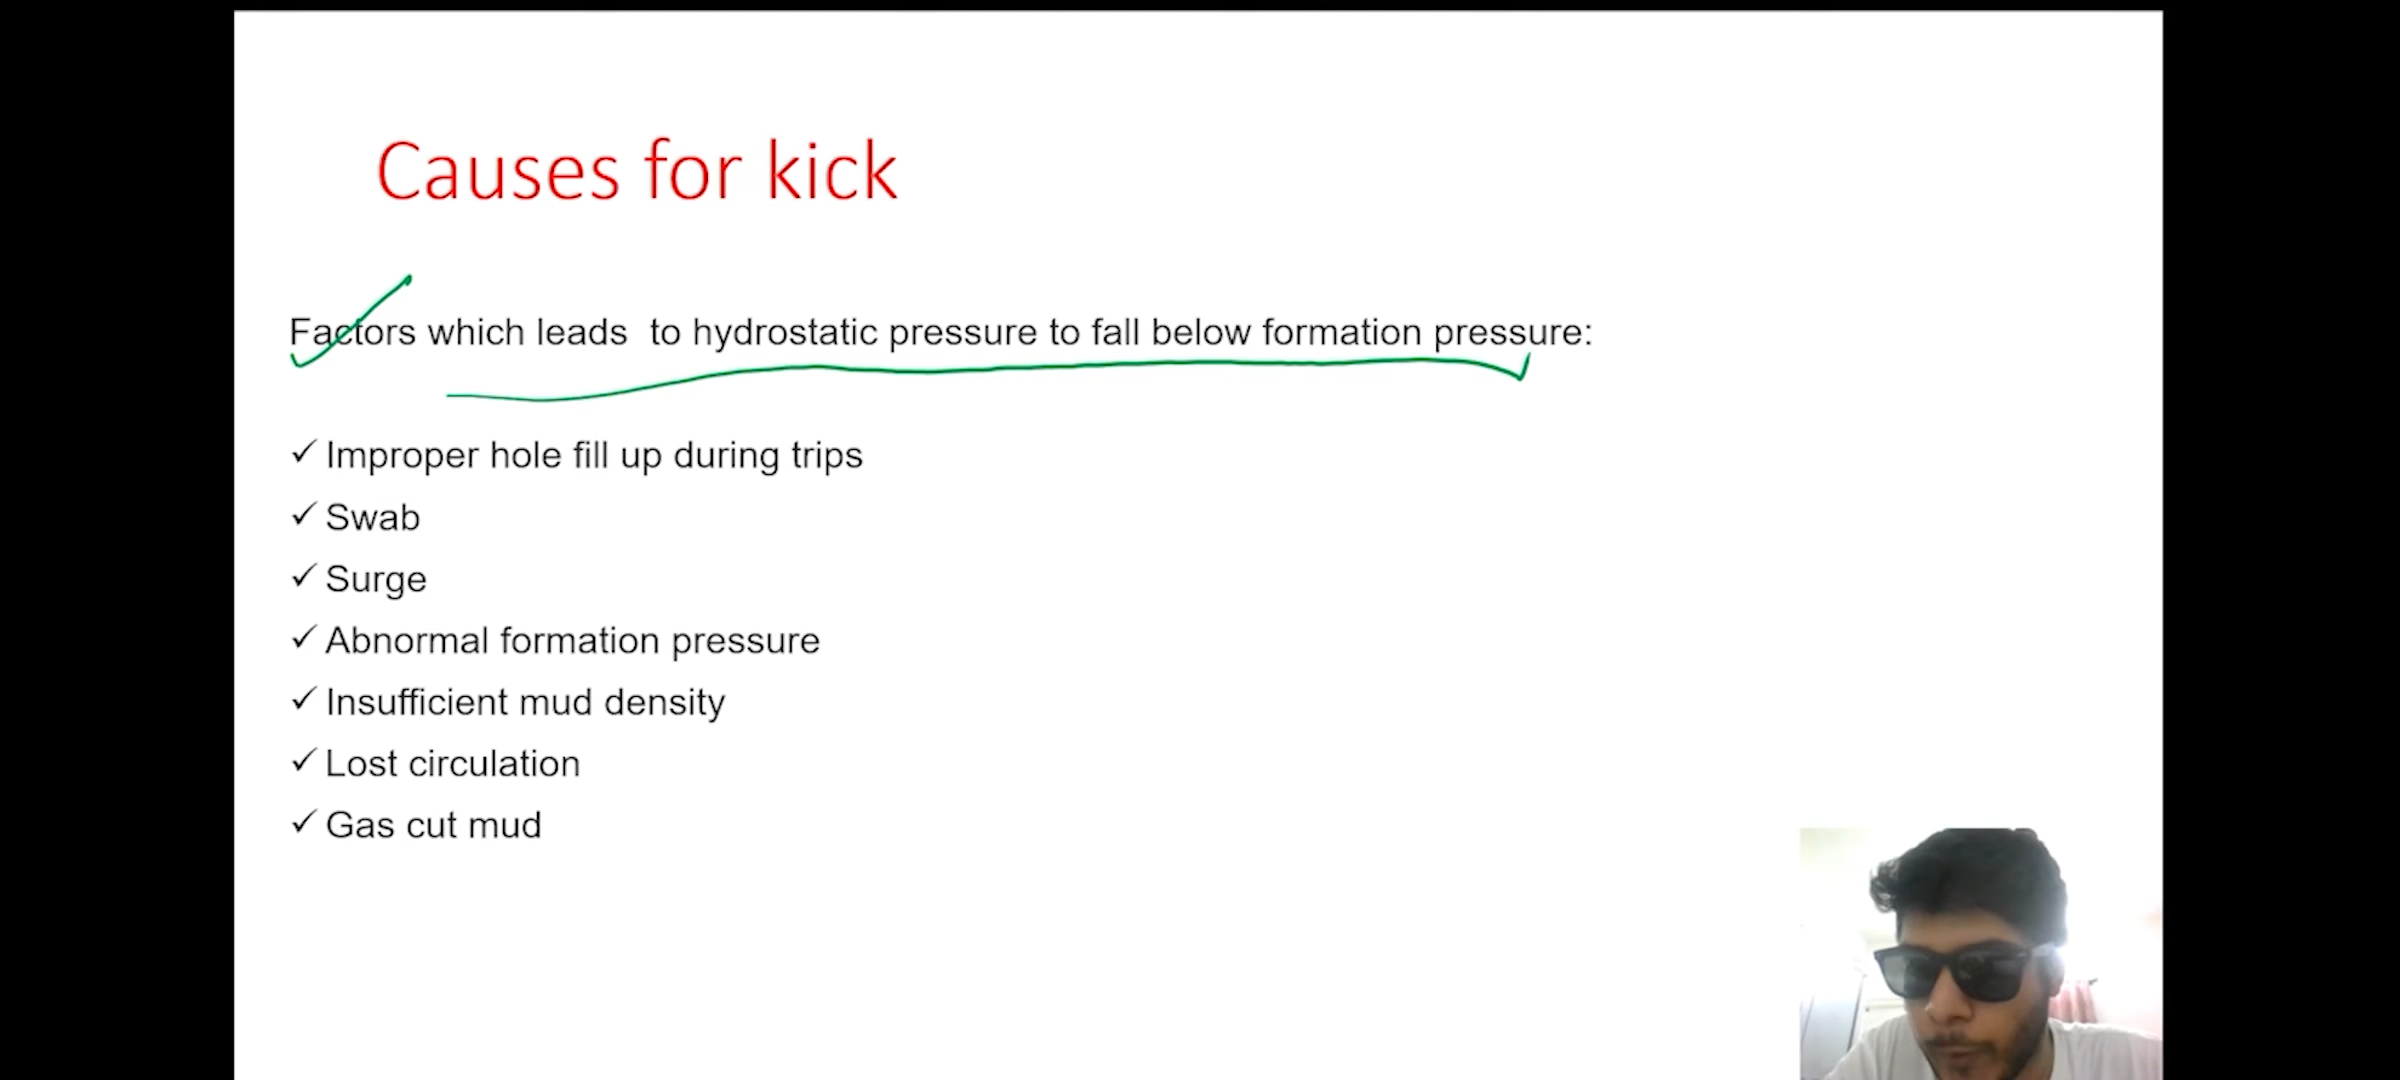 Causes for kick
Factors which leads  to hydrostatic pressure to fall below formation pressure:
✓ Improper hole fill up during trips
✓ Swab
✓ Surge
✓ Abnormal formation pressure
✓ Insufficient mud density
✓ Lost circulation
✓ Gas cut mud